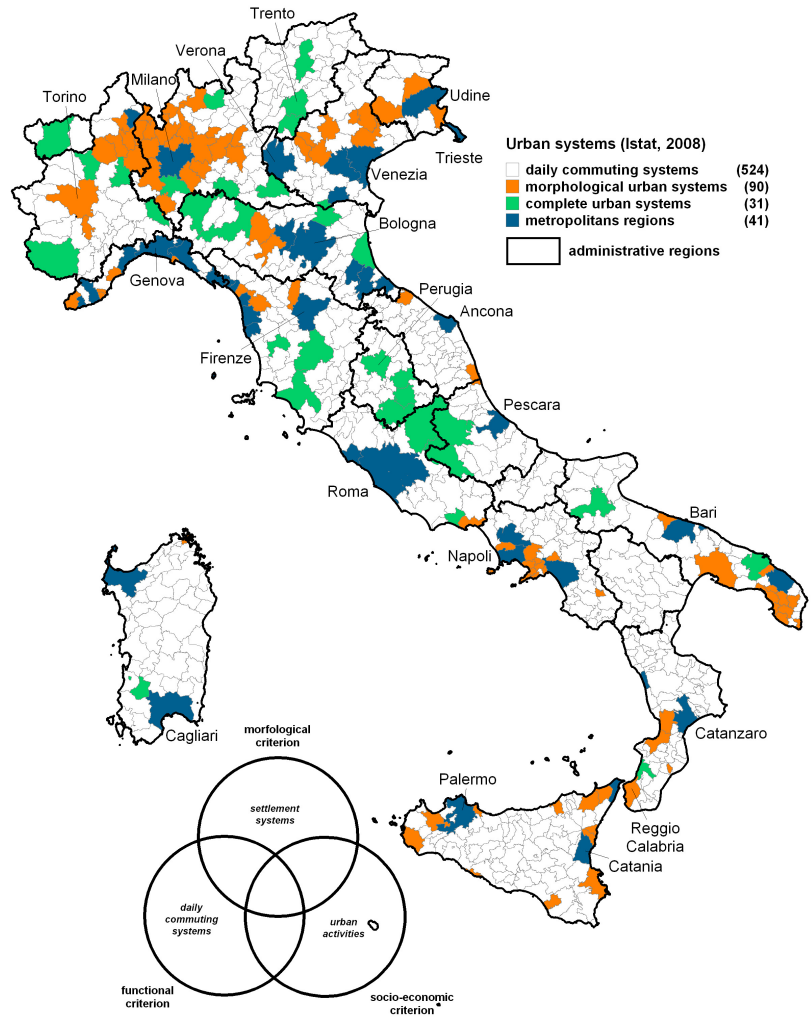 Trento
Verona
Milano
Torino
Udine
Trieste
Venezia
Bologna
Genova
Perugia
Ancona
Firenze
Pescara
Roma
Bari
Napoli
Cagliari
Catanzaro
Palermo
Reggio
Calabria
Catania
Urban systems (Istat, 2008)
daily commuting systems (524)
morphological urban systems (90)
complete urban systems (31)
metropolitans regions (41)
administrative regions
morfological
criterion
settlement
systems
daily
commuting
systems
urban
activities
functional
criterion
socio-economic
criterion